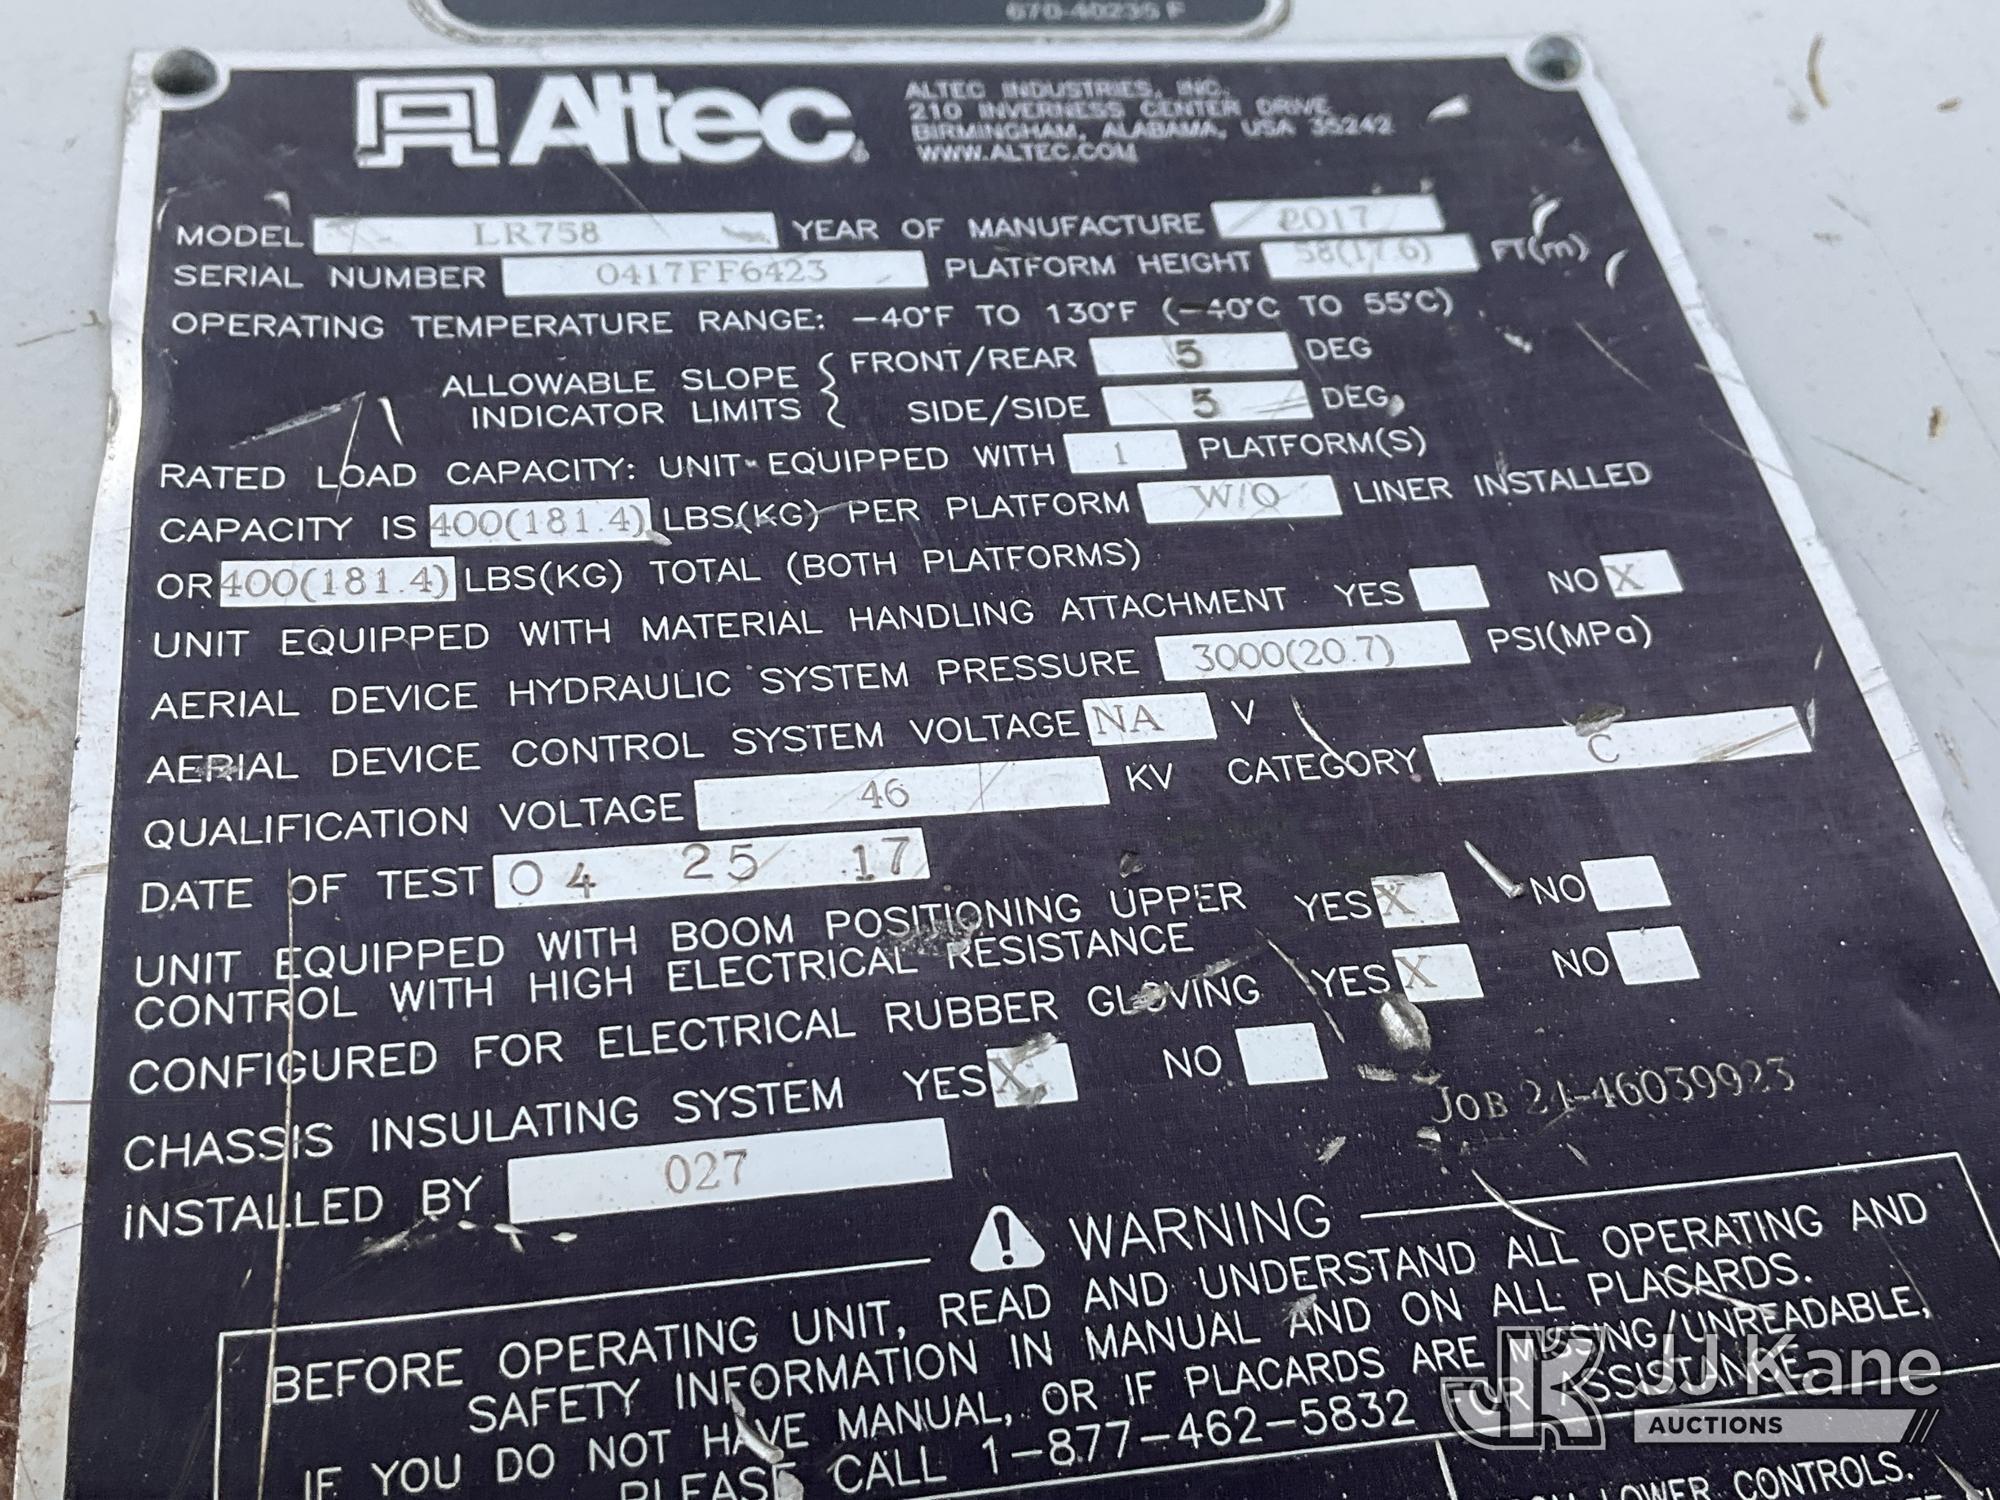 670-40235 F
Altec
ALTEC INDUSTRIES, INC.
210 INVERNESS CENTER DRIVE
BIRMINGHAM, ALABAMA, USA 35242
WWW.ALTEC.COM
MODEL LR758 YEAR OF MANUFACTURE 2017
SERIAL NUMBER 0417FF6423 PLATFORM HEIGHT 58(17.6) FT(m)
OPERATING TEMPERATURE RANGE: -40°F TO 130°F (-40°C TO 55°C)
ALLOWABLE SLOPE INDICATOR LIMITS { FRONT/REAR 5 DEG
SIDE/SIDE 5 DEG
RATED LOAD CAPACITY: UNIT EQUIPPED WITH 1 PLATFORM(S)
CAPACITY IS 400(181.4) LBS(KG) PER PLATFORM W/O LINER INSTALLED
OR 400(181.4) LBS(KG) TOTAL (BOTH PLATFORMS)
UNIT EQUIPPED WITH MATERIAL HANDLING ATTACHMENT YES NO X
AERIAL DEVICE HYDRAULIC SYSTEM PRESSURE 3000(20.7) PSI(MPa)
AERIAL DEVICE CONTROL SYSTEM VOLTAGE NA V
QUALIFICATION VOLTAGE 46 KV CATEGORY C
DATE OF TEST 04 25 17
UNIT EQUIPPED WITH BOOM POSITIONING UPPER
CONTROL WITH HIGH ELECTRICAL RESISTANCE YES X NO
CONFIGURED FOR ELECTRICAL RUBBER GLOVING YES X NO
CHASSIS INSULATING SYSTEM YES X NO
JOB 21-46039923
INSTALLED BY 027
WARNING
BEFORE OPERATING UNIT, READ AND UNDERSTAND ALL OPERATING AND
SAFETY INFORMATION IN MANUAL AND ON ALL PLACARDS.
IF YOU DO NOT HAVE MANUAL, OR IF PLACARDS ARE MISSING/UNREADABLE,
PLEASE CALL 1-877-462-5832 FOR ASSISTANCE
LOWER CONTROLS.
JK JJ Kane
AUCTIONS